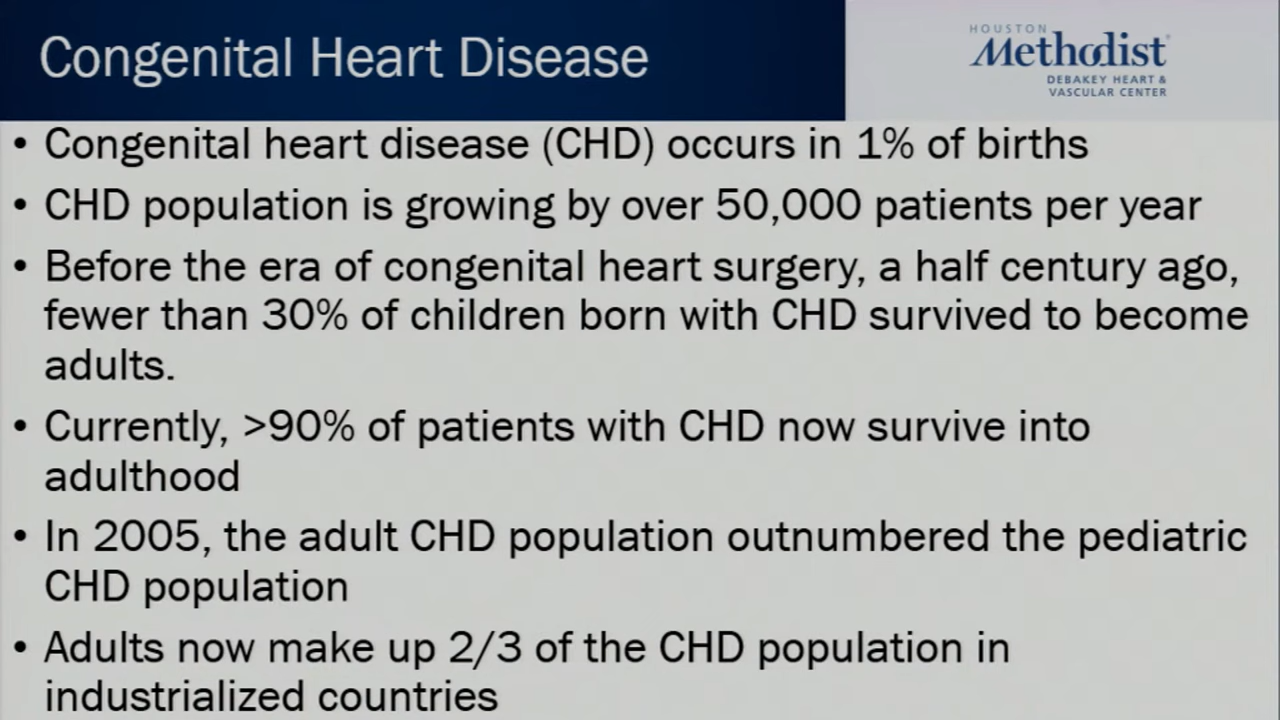 Congenital Heart Disease
HOUSTON
Methodist®
DEBAKEY HEART &
VASCULAR CENTER
• Congenital heart disease (CHD) occurs in 1% of births
• CHD population is growing by over 50,000 patients per year
• Before the era of congenital heart surgery, a half century ago,
fewer than 30% of children born with CHD survived to become
adults.
• Currently, >90% of patients with CHD now survive into
adulthood
• In 2005, the adult CHD population outnumbered the pediatric
CHD population
• Adults now make up 2/3 of the CHD population in
industrialized countries